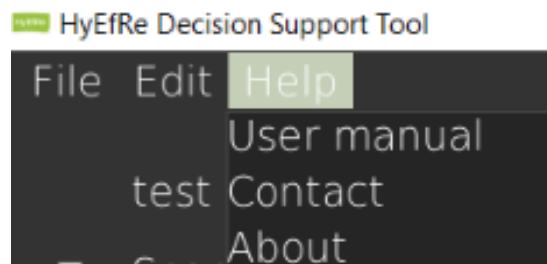 HyEfRe Decision Support Tool
File Edit Help
User manual
test Contact
About